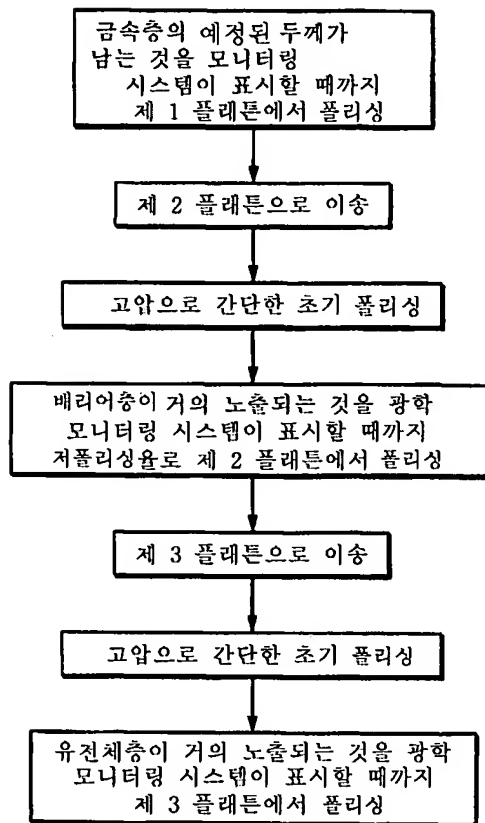 금속층의 예정된 두께가
남는 것을 모니터링
시스템이 표시할 때까지
제 1 플래튼에서 폴리싱
제 2 플래튼으로 이송
고압으로 간단한 초기 폴리싱
배리어층이 거의 노출되는 것을 광학
모니터링 시스템이 표시할 때까지
저폴리싱율로 제 2 플래튼에서 폴리싱
제 3 플래튼으로 이송
고압으로 간단한 초기 폴리싱
유전체층이 거의 노출되는 것을 광학
모니터링 시스템이 표시할 때까지
제 3 플래튼에서 폴리싱